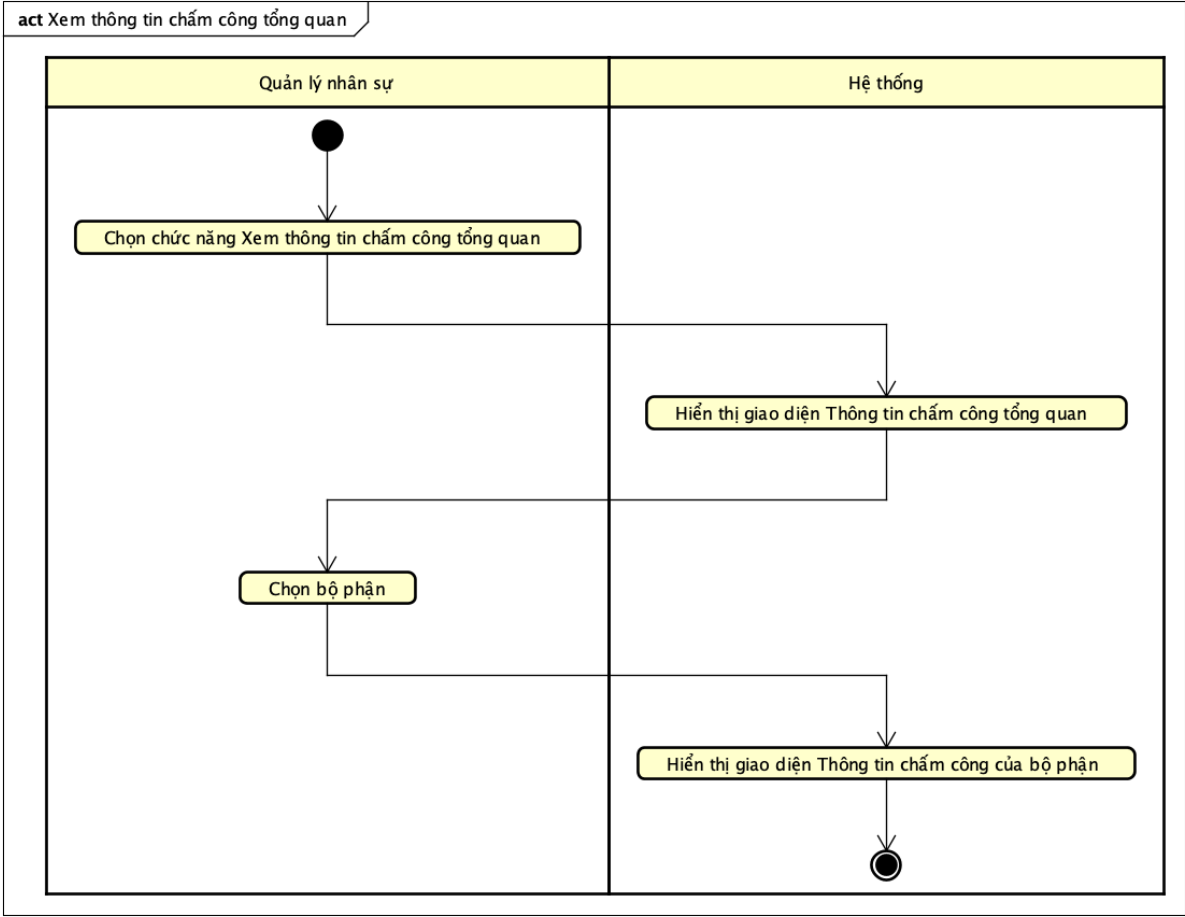 act Xem thông tin chấm công tổng quan
Quản lý nhân sự
Hệ thống
Chọn chức năng Xem thông tin chấm công tổng quan
Hiển thị giao diện Thông tin chấm công tổng quan
Chọn bộ phận
Hiển thị giao diện Thông tin chấm công của bộ phận